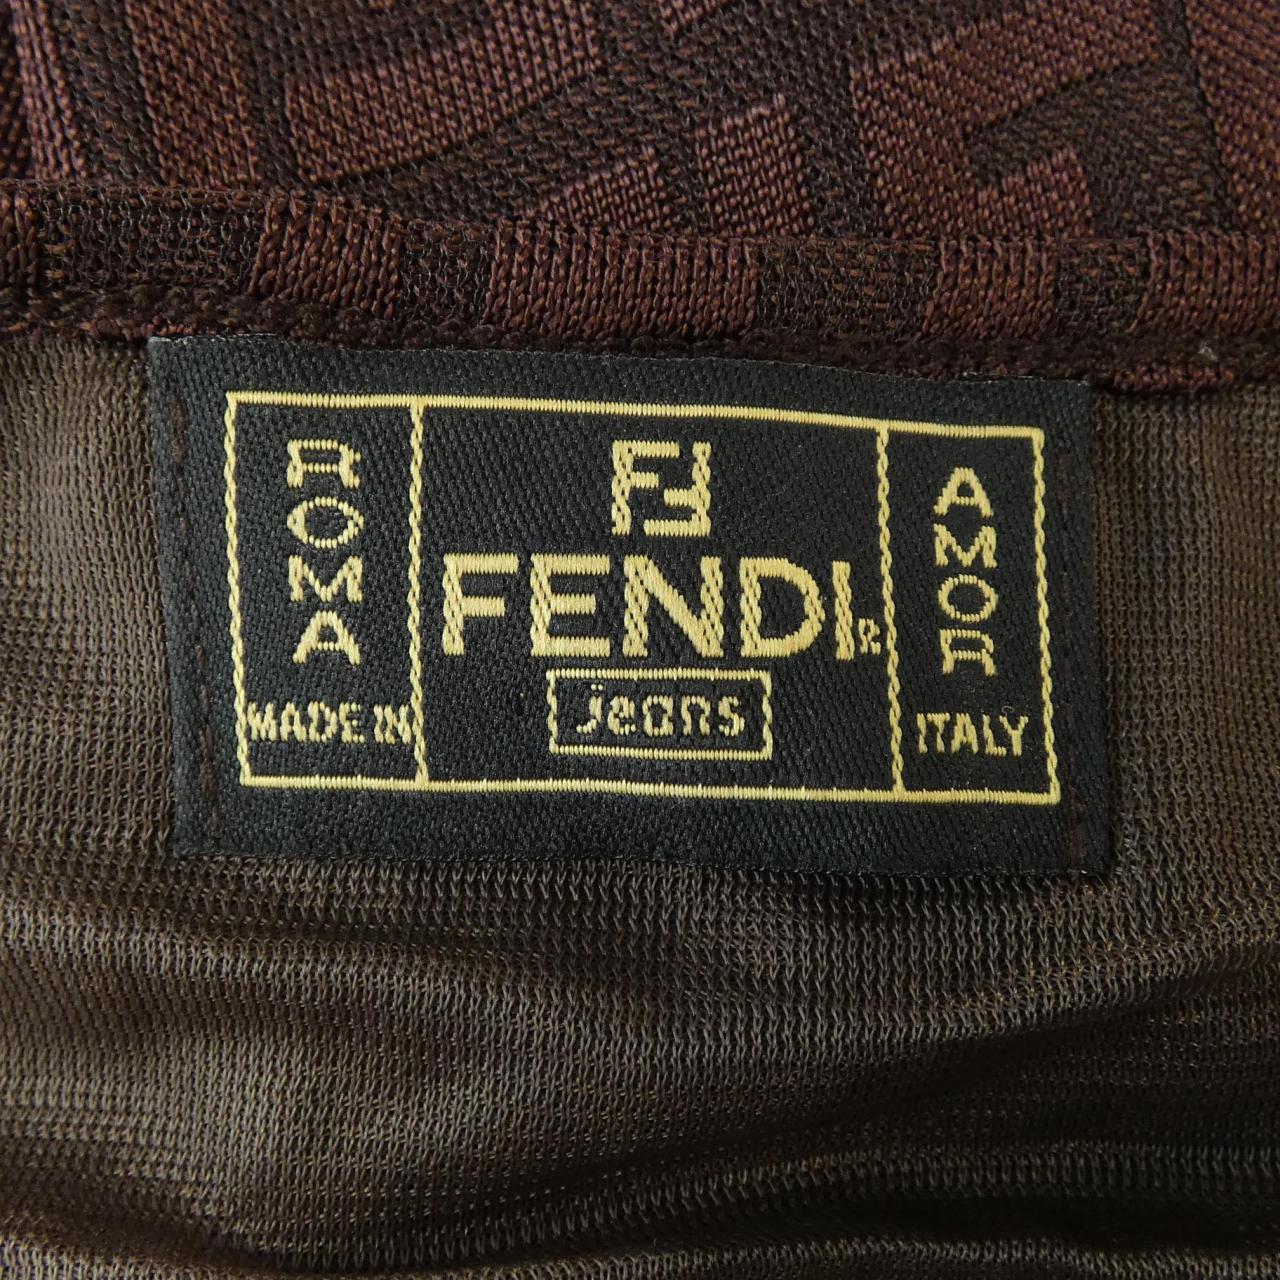 ROMA
MADE IN
FF
FENDI R
jeans
AMOR
ITALY